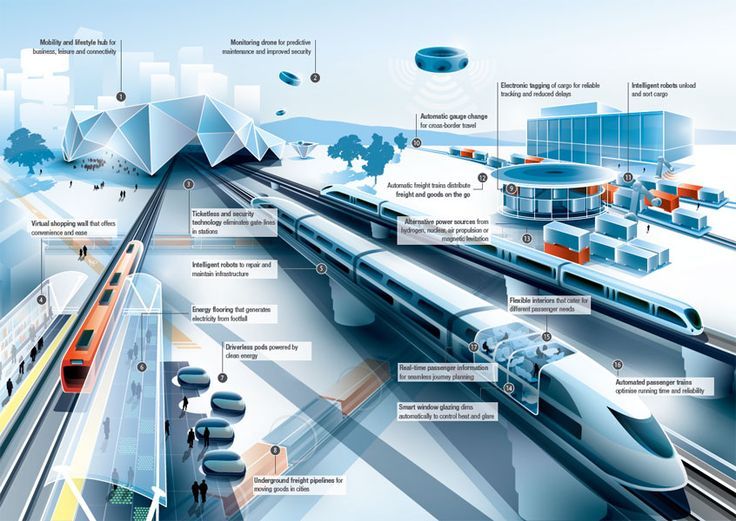 Mobility and lifestyle hub for
business, leisure and connectivity
1
Monitoring drone for predictive
maintenance and improved security
2
Ticketless and security
technology eliminates gate-lines
in stations
3
Virtual shopping wall that offers
convenience and ease
4
Intelligent robots to repair and
maintain infrastructure
5
Energy flooring that generates
electricity from footfall
6
Driverless pods powered by
clean energy
7
Underground freight pipelines for
moving goods in cities
8
Electronic tagging of cargo for reliable
tracking and reduced delays
9
Automatic gauge change
for cross-border travel
10
Intelligent robots unload
and sort cargo
11
Automatic freight trains distribute
freight and goods on the go
12
Alternative power sources from
hydrogen, nuclear, air propulsion or
magnetic levitation
13
Smart window glazing dims
automatically to control heat and glare
14
Flexible interiors that cater for
different passenger needs
15
Automated passenger trains
optimise running time and reliability
16
Real-time passenger information
for seamless journey planning
17